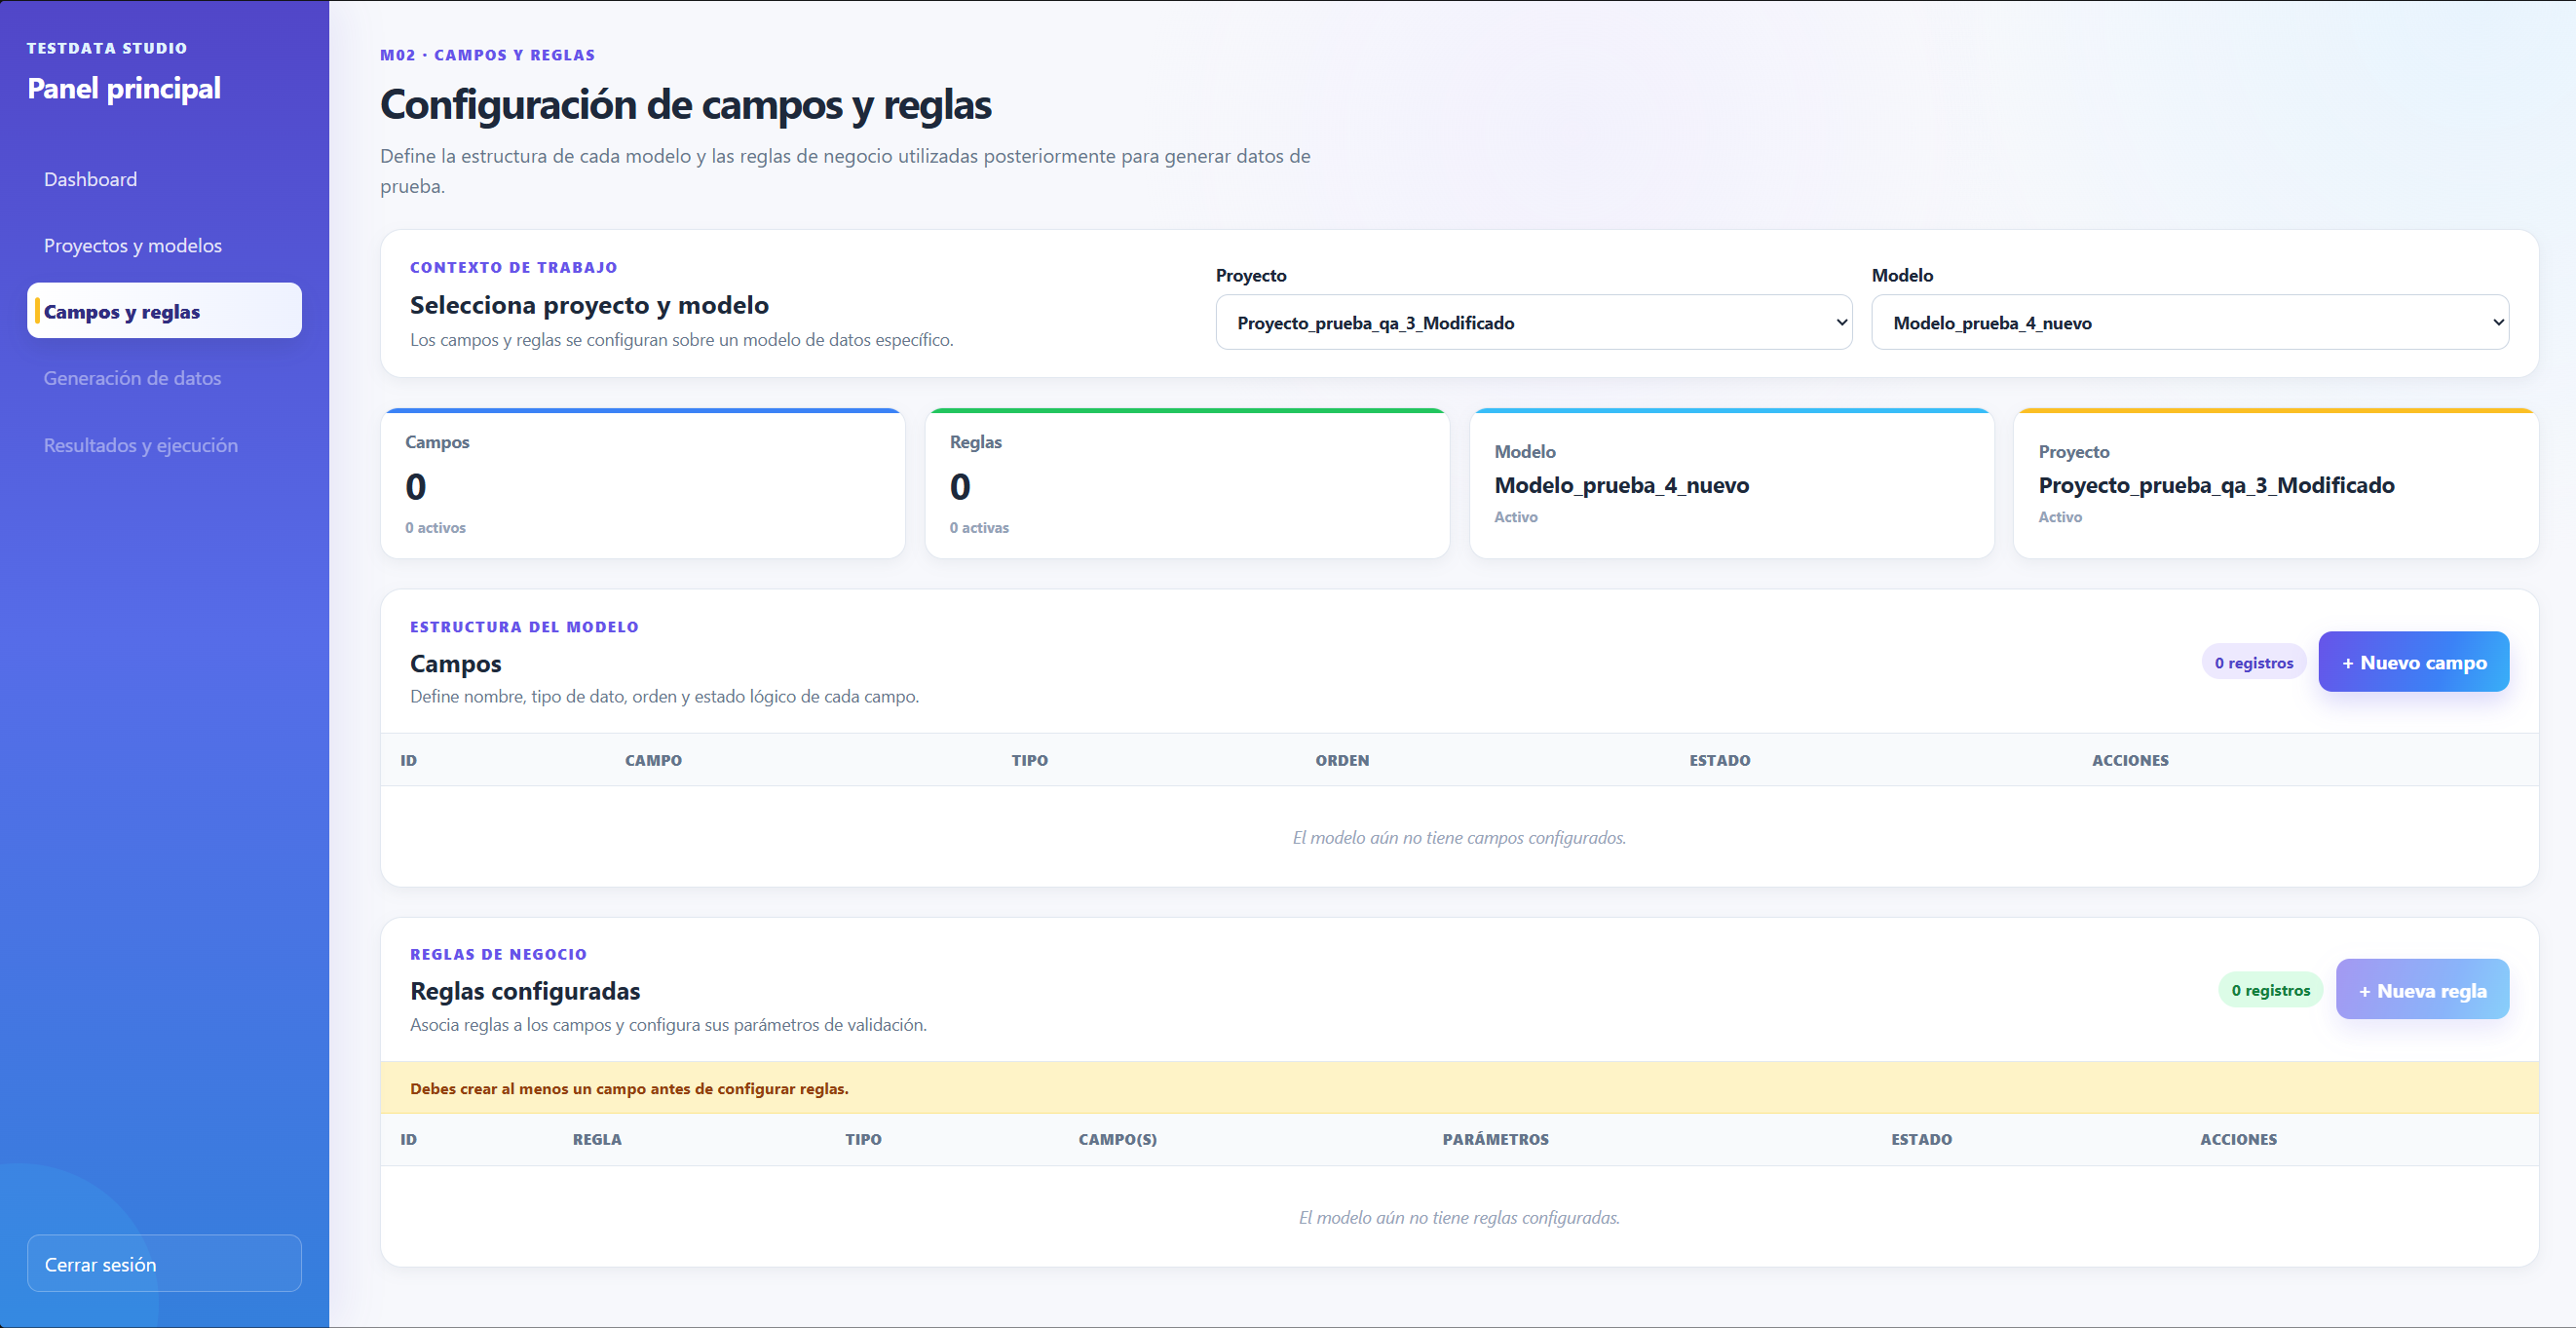 TESTDATA STUDIO
Panel principal
Dashboard
Proyectos y modelos
Campos y reglas
Generación de datos
Resultados y ejecución
Cerrar sesión
M02 · CAMPOS Y REGLAS
Configuración de campos y reglas
Define la estructura de cada modelo y las reglas de negocio utilizadas posteriormente para generar datos de
prueba.
CONTEXTO DE TRABAJO
Selecciona proyecto y modelo
Los campos y reglas se configuran sobre un modelo de datos específico.
Proyecto
Proyecto_prueba_qa_3_Modificado
Modelo
Modelo_prueba_4_nuevo
Campos
0
0 activos
Reglas
0
0 activas
Modelo
Modelo_prueba_4_nuevo
Activo
Proyecto
Proyecto_prueba_qa_3_Modificado
Activo
ESTRUCTURA DEL MODELO
Campos
Define nombre, tipo de dato, orden y estado lógico de cada campo.
0 registros
+ Nuevo campo
ID CAMPO TIPO ORDEN ESTADO ACCIONES
El modelo aún no tiene campos configurados.
REGLAS DE NEGOCIO
Reglas configuradas
Asocia reglas a los campos y configura sus parámetros de validación.
0 registros
+ Nueva regla
Debes crear al menos un campo antes de configurar reglas.
ID REGLA TIPO CAMPO(S) PARÁMETROS ESTADO ACCIONES
El modelo aún no tiene reglas configuradas.